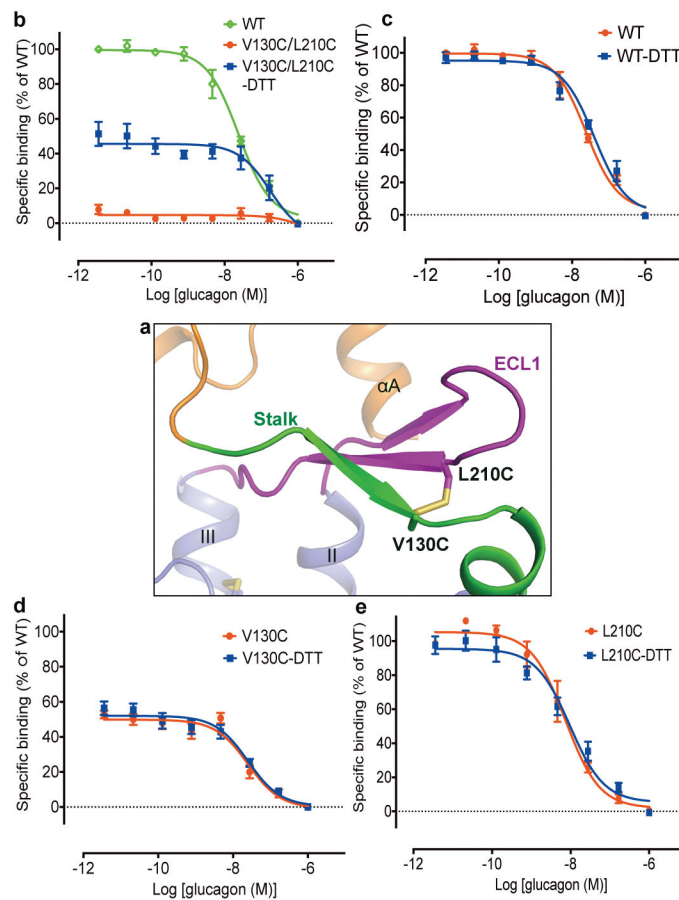 b
WT
V130C/L210C
V130C/L210C
-DTT
Specific binding (% of WT)
100
80
60
40
20
0
-12
-10
-8
-6
Log [glucagon (M)]
c
WT
WT-DTT
Specific binding (% of WT)
100
80
60
40
20
0
-12
-10
-8
-6
Log [glucagon (M)]
a
αA
ECL1
Stalk
L210C
V130C
III
II
d
V130C
V130C-DTT
Specific binding (% of WT)
100
80
60
40
20
0
-12
-10
-8
-6
Log [glucagon (M)]
e
L210C
L210C-DTT
Specific binding (% of WT)
100
80
60
40
20
0
-12
-10
-8
-6
Log [glucagon (M)]